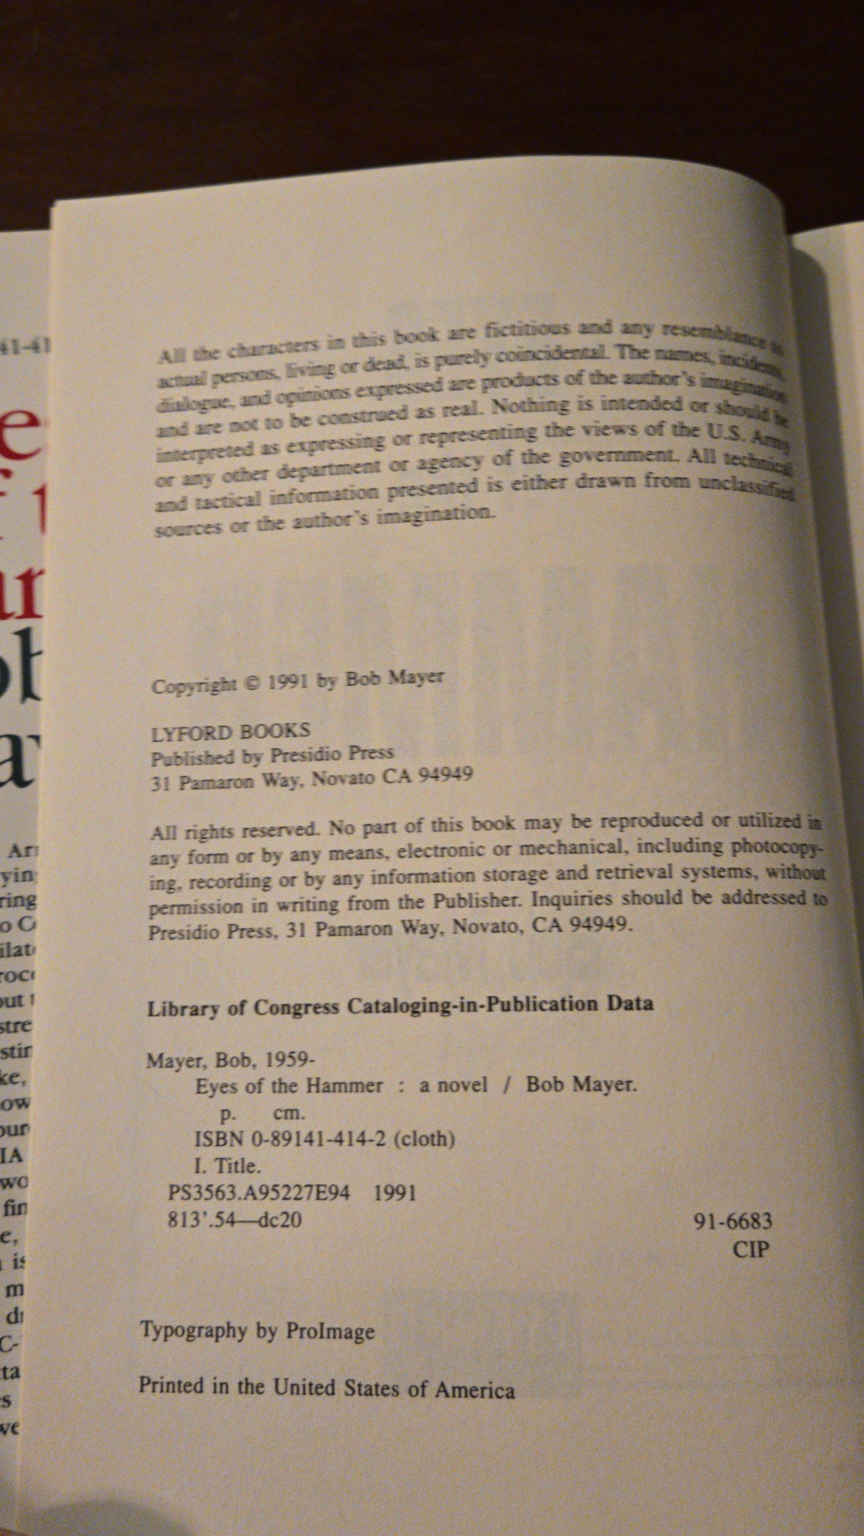 41-41
All the characters in this book are fictitious and any resemblance to
actual persons, living or dead, is purely coincidental. The names, incidents,
dialogue, and opinions expressed are products of the author's imagination
and are not to be construed as real. Nothing is intended or should be
interpreted as expressing or representing the views of the U.S. Army
or any other department or agency of the government. All technical
and tactical information presented is either drawn from unclassified
sources or the author's imagination.
Copyright © 1991 by Bob Mayer
LYFORD BOOKS
Published by Presidio Press
31 Pamaron Way, Novato CA 94949
All rights reserved. No part of this book may be reproduced or utilized in
any form or by any means, electronic or mechanical, including photocopy-
ing, recording or by any information storage and retrieval systems, without
permission in writing from the Publisher. Inquiries should be addressed to
Presidio Press, 31 Pamaron Way, Novato, CA 94949.
Library of Congress Cataloging-in-Publication Data
Mayer, Bob, 1959-
Eyes of the Hammer : a novel / Bob Mayer.
p. cm.
ISBN 0-89141-414-2 (cloth)
I. Title.
PS3563.A95227E94 1991
813'.54—dc20 91-6683
CIP
Typography by ProImage
Printed in the United States of America